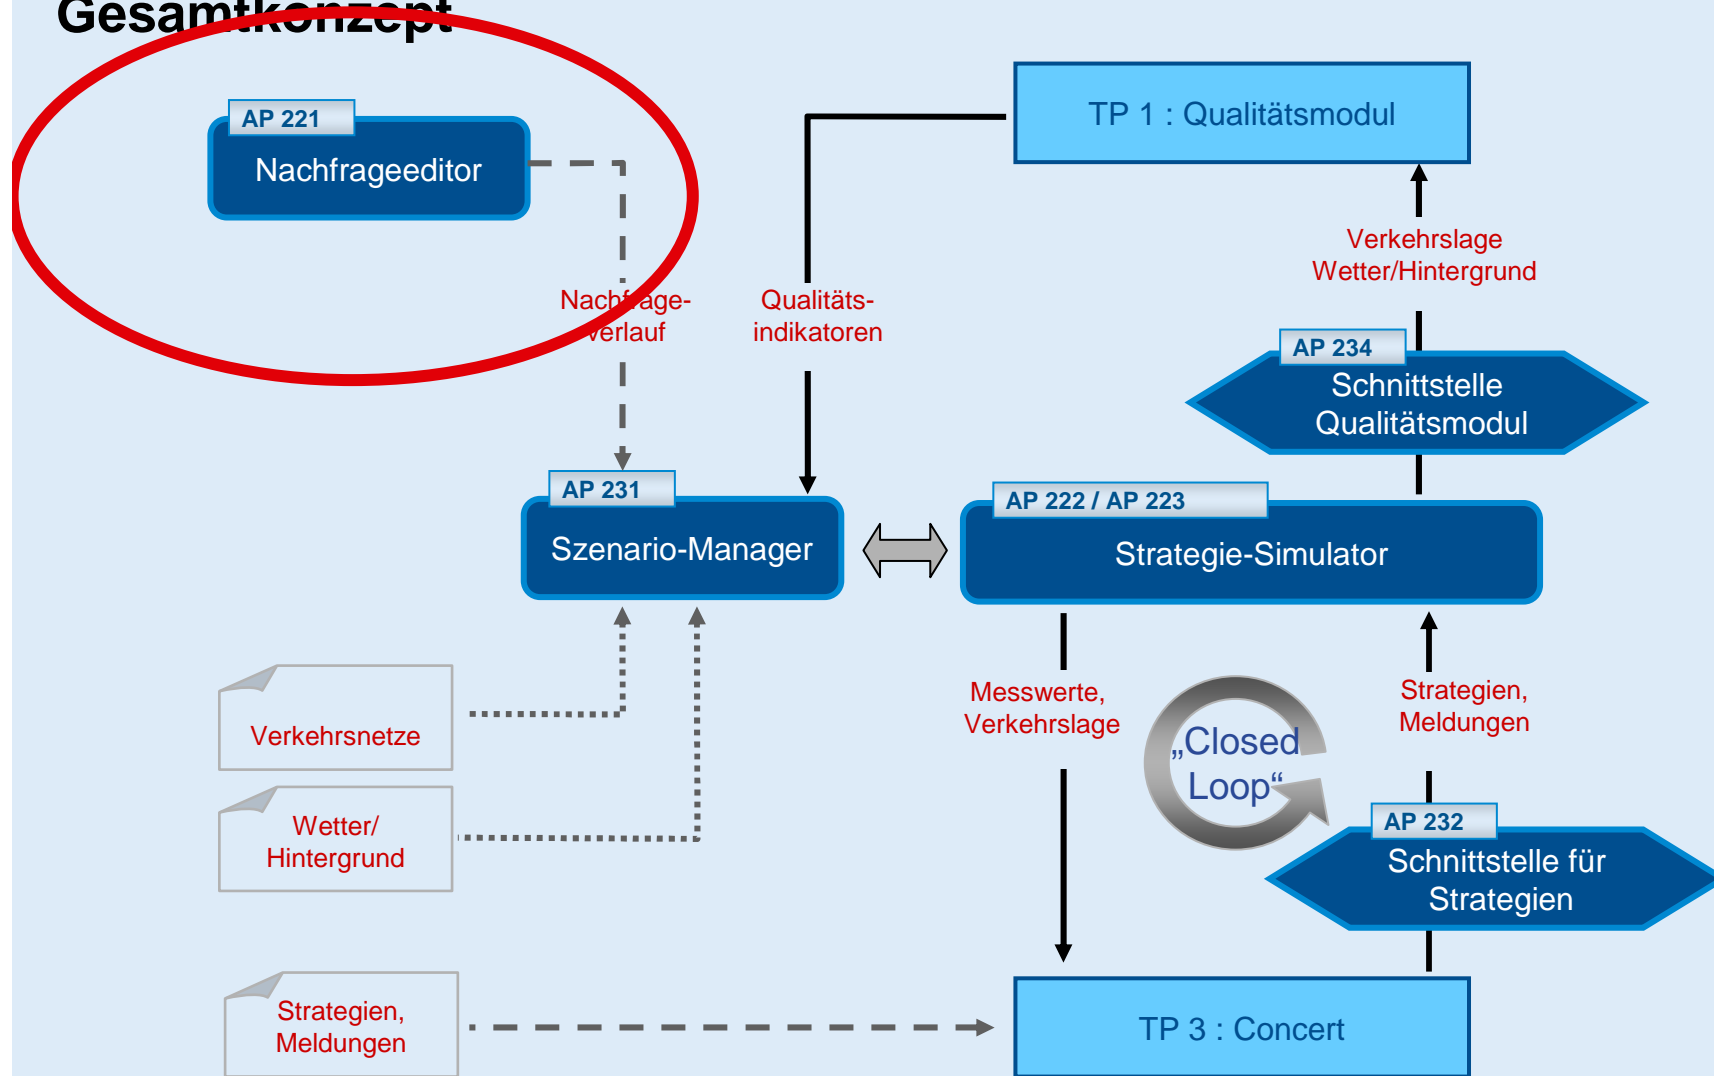 Gesamtkonzept
AP 221
Nachfrageeditor
TP 1 : Qualitätsmodul
Verkehrslage
Wetter/Hintergrund
Nachfrage-
verlauf
Qualitäts-
indikatoren
AP 234
Schnittstelle
Qualitätsmodul
AP 231
Szenario-Manager
AP 222 / AP 223
Strategie-Simulator
Verkehrsnetze
Messwerte,
Verkehrslage
„Closed
Loop“
Strategien,
Meldungen
Wetter/
Hintergrund
AP 232
Schnittstelle für
Strategien
Strategien,
Meldungen
TP 3 : Concert